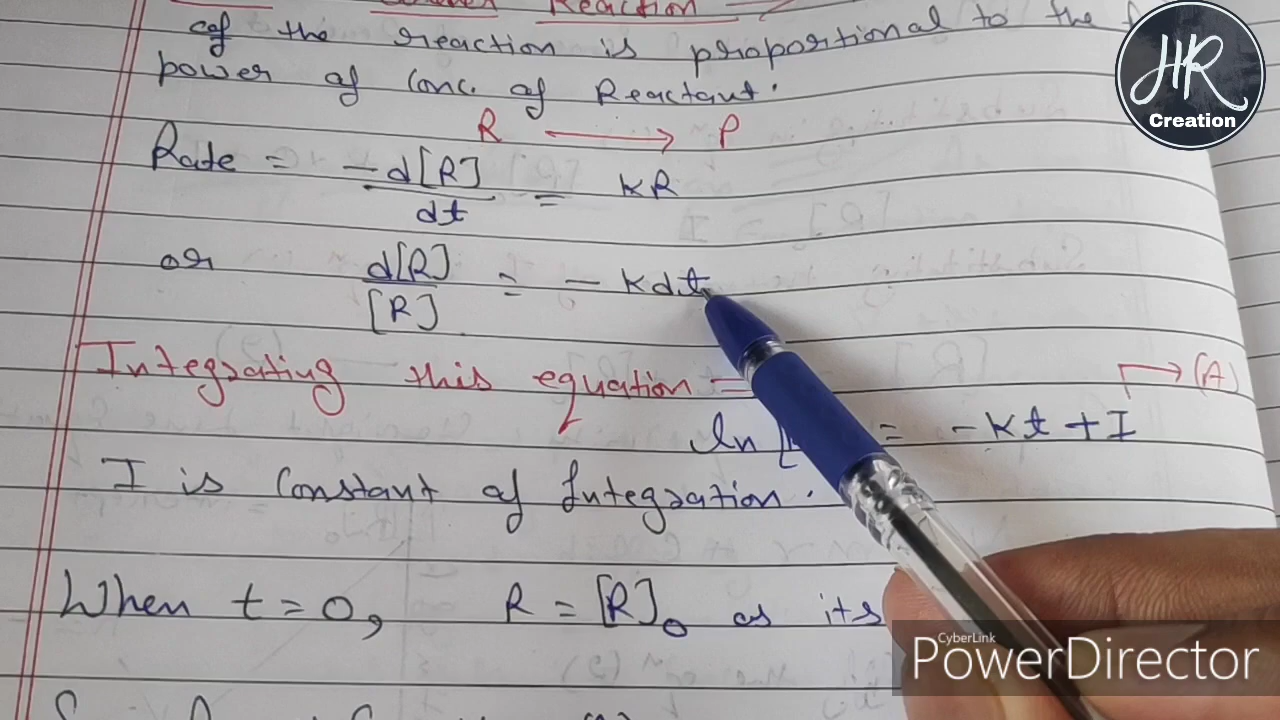 Reaction
of the reaction is proportional to the
power of Conc. of Reactant.
R → P
Rate = -d[R]/dt = KR
or d[R]/[R] = - Kdt
Integrating this equation =
ln [ = -Kt + I → (A)
I is Constant of Integration.
When t = 0, R = [R]₀ as its
HR
Creation
CyberLink
PowerDirector